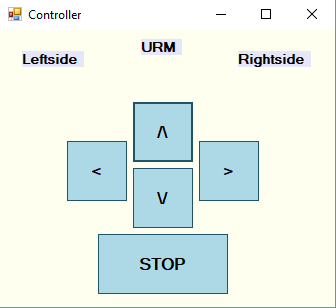 Controller
URM
Leftside
Rightside
/\
<
>
\/
STOP